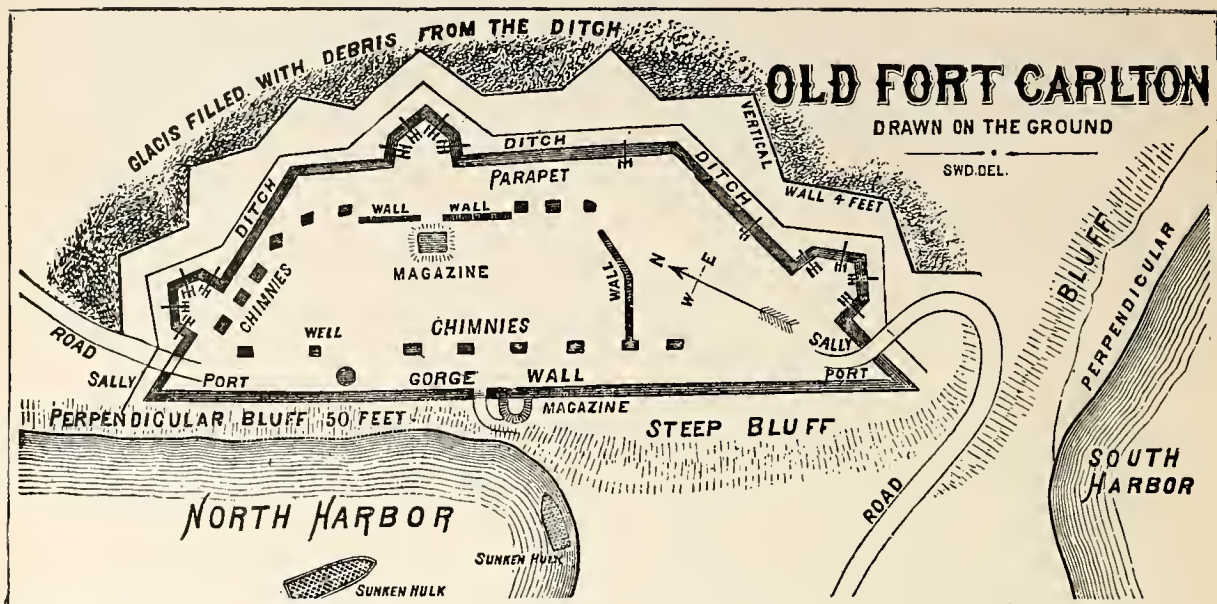 GLACIS FILLED WITH DEBRIS FROM THE DITCH
OLD FORT CARLTON
DRAWN ON THE GROUND
SWD.DEL.
VERTICAL
WALL 4 FEET
DITCH
DITCH
DITCH
PARAPET
WALL
WALL
MAGAZINE
CHIMNIES
WALL
N
E
W
BLUFF
PERPENDICULAR
WELL
CHIMNIES
ROAD
SALLY
PORT
SALLY
PORT
GORGE WALL
MAGAZINE
PERPENDICULAR BLUFF 50 FEET
STEEP BLUFF
ROAD
SOUTH
HARBOR
NORTH HARBOR
SUNKEN HULK
SUNKEN HULK